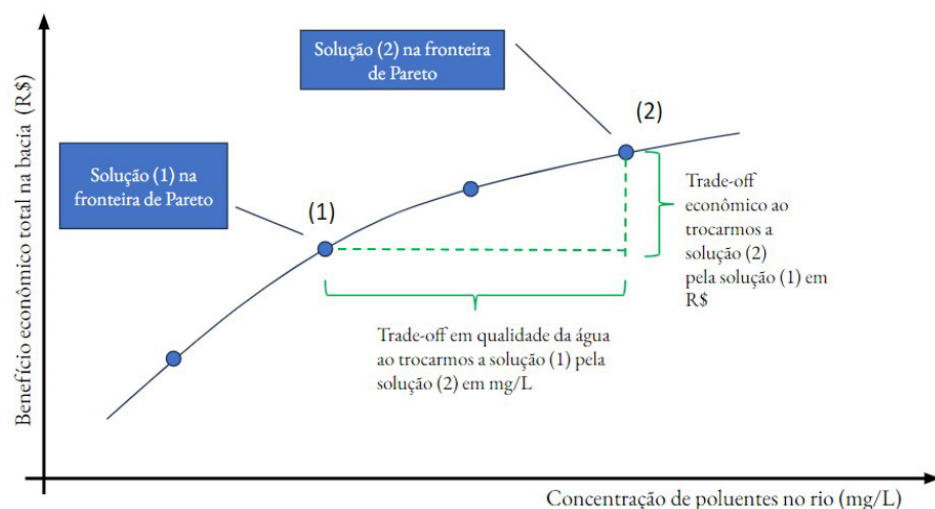 Benefício econômico total na bacia (R$)
Solução (1) na
fronteira de Pareto
Solução (2) na fronteira
de Pareto
(1)
(2)
Trade-off
econômico ao
trocarmos a
solução (2)
pela solução (1) em
R$
Trade-off em qualidade da água
ao trocarmos a solução (1) pela
solução (2) em mg/L
Concentração de poluentes no rio (mg/L)